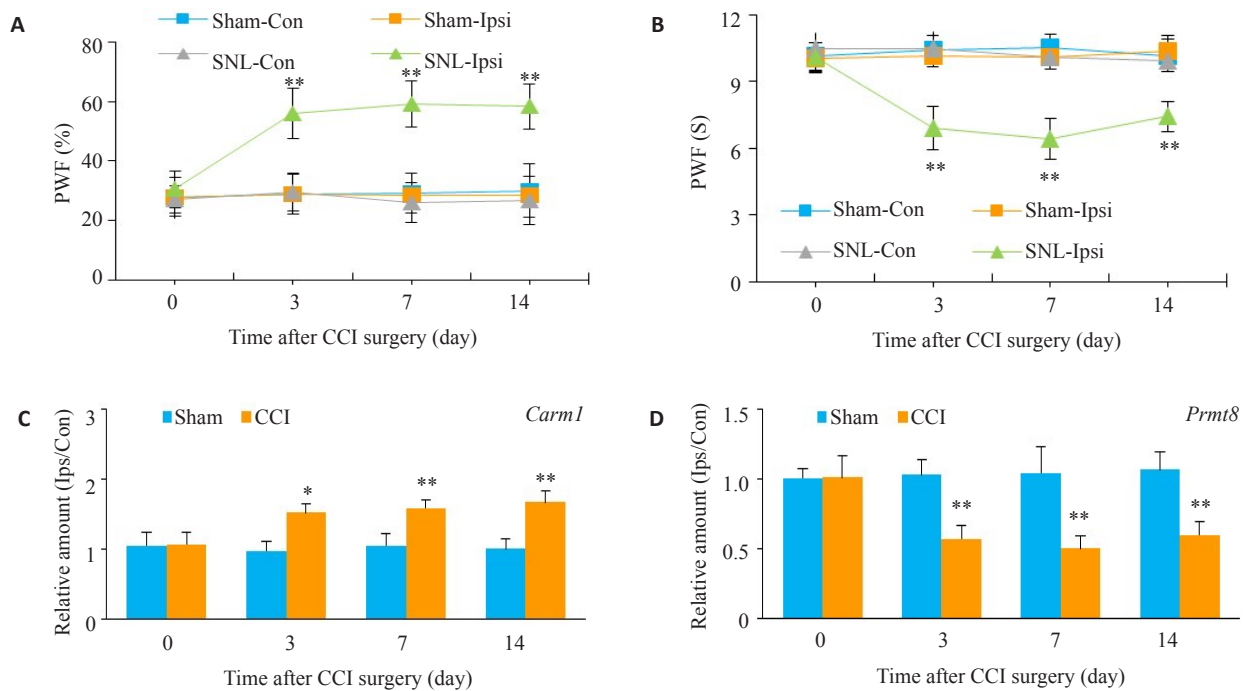 A
Sham-Con
Sham-Ipsi
SNL-Con
SNL-Ipsi
80
60
40
20
0
PWF (%)
**
**
**
0
3
7
14
Time after CCI surgery (day)
B
12
9
6
3
0
PWF (S)
**
**
**
Sham-Con
Sham-Ipsi
SNL-Con
SNL-Ipsi
0
3
7
14
Time after CCI surgery (day)
C
Sham
CCI
Carm1
3
2
1
0
Relative amount (Ips/Con)
*
**
**
0
3
7
14
Time after CCI surgery (day)
D
Sham
CCI
Prmt8
1.5
1.0
0.5
0
Relative amount (Ips/Con)
**
**
**
0
3
7
14
Time after CCI surgery (day)